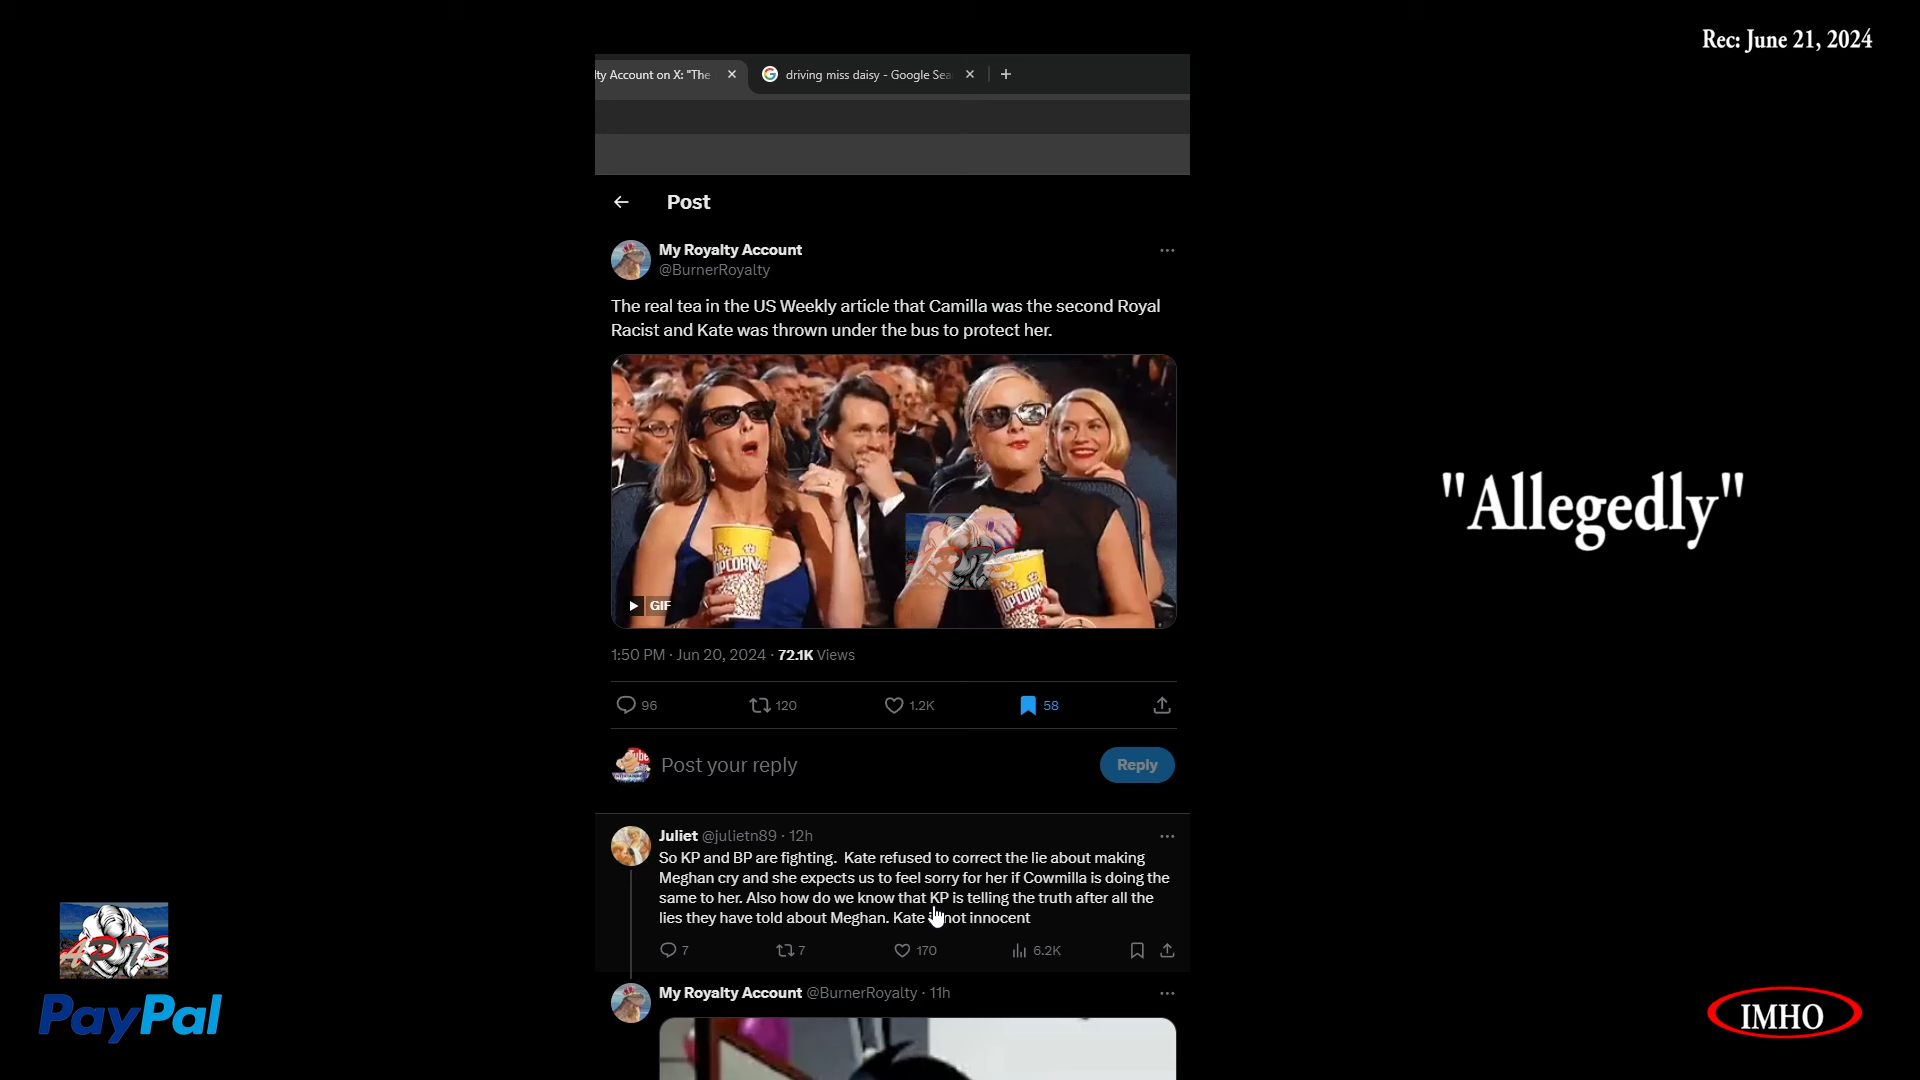 Rec: June 21, 2024
lty Account on X: "The
driving miss daisy - Google Sea
Post
My Royalty Account
@BurnerRoyalty
The real tea in the US Weekly article that Camilla was the second Royal
Racist and Kate was thrown under the bus to protect her.
POPCORN
OPCORN
GIF
1:50 PM · Jun 20, 2024 · 72.1K Views
96 120 1.2K 58
Post your reply
Reply
Juliet @julietn89 · 12h
So KP and BP are fighting. Kate refused to correct the lie about making
Meghan cry and she expects us to feel sorry for her if Cowmilla is doing the
same to her. Also how do we know that KP is telling the truth after all the
lies they have told about Meghan. Kate is not innocent
7 7 170 6.2K
My Royalty Account @BurnerRoyalty · 11h
"Allegedly"
PayPal
IMHO